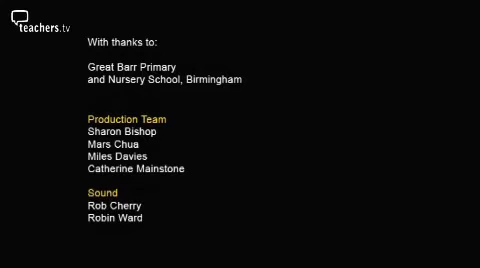 teachers.tv
With thanks to:
Great Barr Primary
and Nursery School, Birmingham
Production Team
Sharon Bishop
Mars Chua
Miles Davies
Catherine Mainstone
Sound
Rob Cherry
Robin Ward